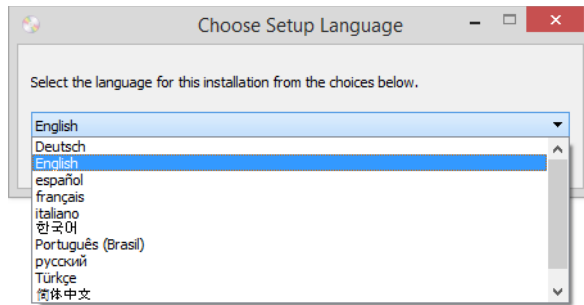 Choose Setup Language
Select the language for this installation from the choices below.
English
Deutsch
English
español
français
italiano
한국어
Português (Brasil)
русский
Türkçe
简体中文